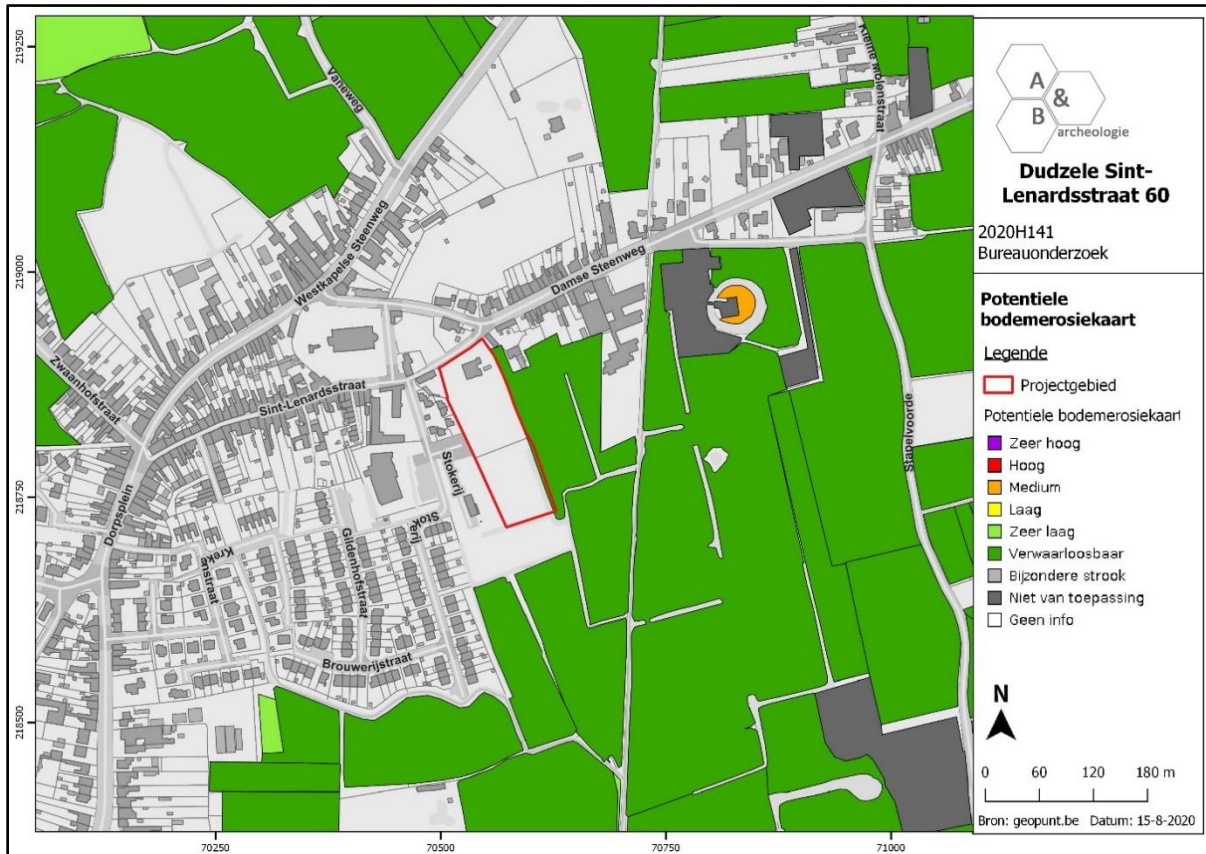 219250
219000
218750
218500
70250
70500
70750
71000
Vaneweg
Westkapelse Steenweg
Kleine Molenstraat
Damse Steenweg
Zwaanhofstraat
Sint-Lenardsstraat
Stokerij
Stokerij
Dorpsplein
Gildenhofstraat
Brouwerijstraat
Stapelvoorde
A
&
B
archeologie
Dudzele Sint-
Lenardsstraat 60
2020H141
Bureauonderzoek
Potentiele
bodemerosiekaart
Legende
Projectgebied
Potentiele bodemerosiekaart
Zeer hoog
Hoog
Medium
Laag
Zeer laag
Verwaarloosbaar
Bijzondere strook
Niet van toepassing
Geen info
N
0 60 120 180 m
Bron: geopunt.be Datum: 15-8-2020